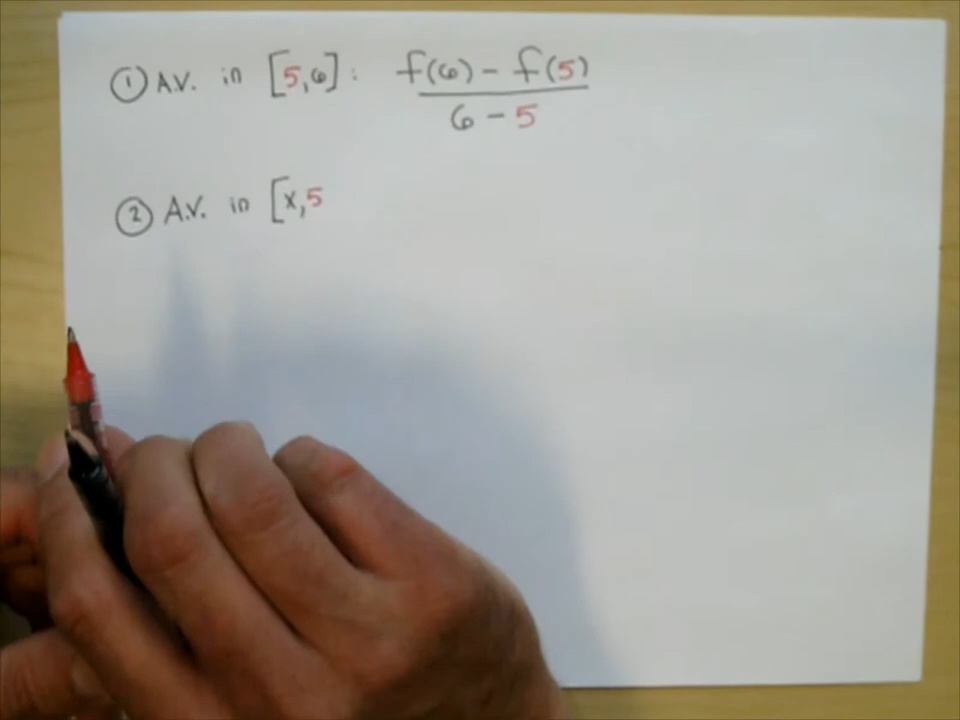 ① A.V. in [5,6]: f(6) - f(5)
6 - 5
② A.V. in [x,5